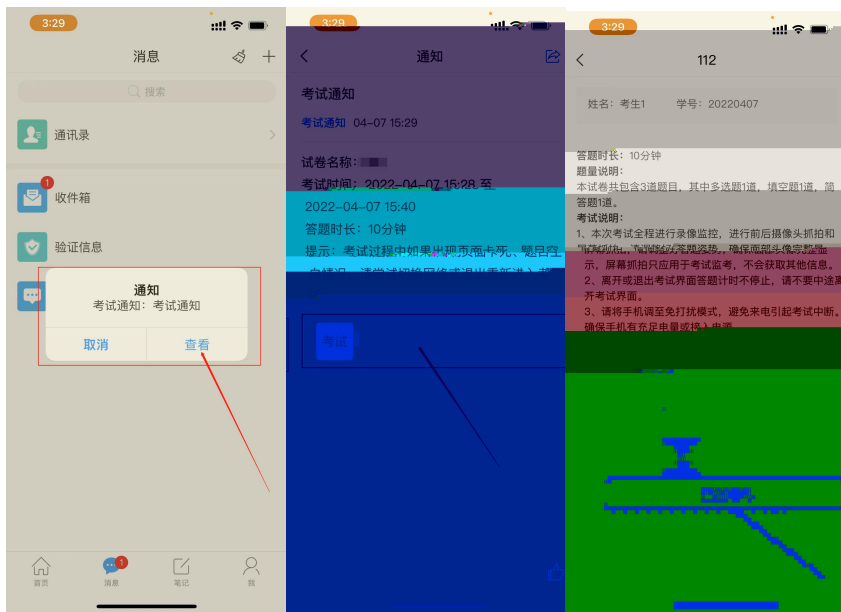 3:29
消息
搜索
通讯录
1
收件箱
验证信息
通知
考试通知：考试通知
取消
查看
首页
1
消息
笔记
我
3:29
通知
考试通知
考试通知 04-07 15:29
试卷名称：
考试时间：2022-04-07 15:28 至
2022-04-07 15:40
答题时长：10分钟
提示：考试过程中如果出现页面卡死、题目空
考试
3:29
112
姓名：考生1 学号：20220407
答题时长：10分钟
题量说明：
本试卷共包含3道题目，其中多选题1道，填空题1道，简
答题1道。
考试说明：
1、本次考试全程进行录像监控，进行前后摄像头抓拍和
确保面部头像完整显
示，屏幕抓拍只应用于考试监考，不会获取其他信息。
2、离开或退出考试界面答题计时不停止，请不要中途离
开考试界面。
3、请将手机调至免打扰模式，避免来电引起考试中断。
确保手机有充足电量或接入电源